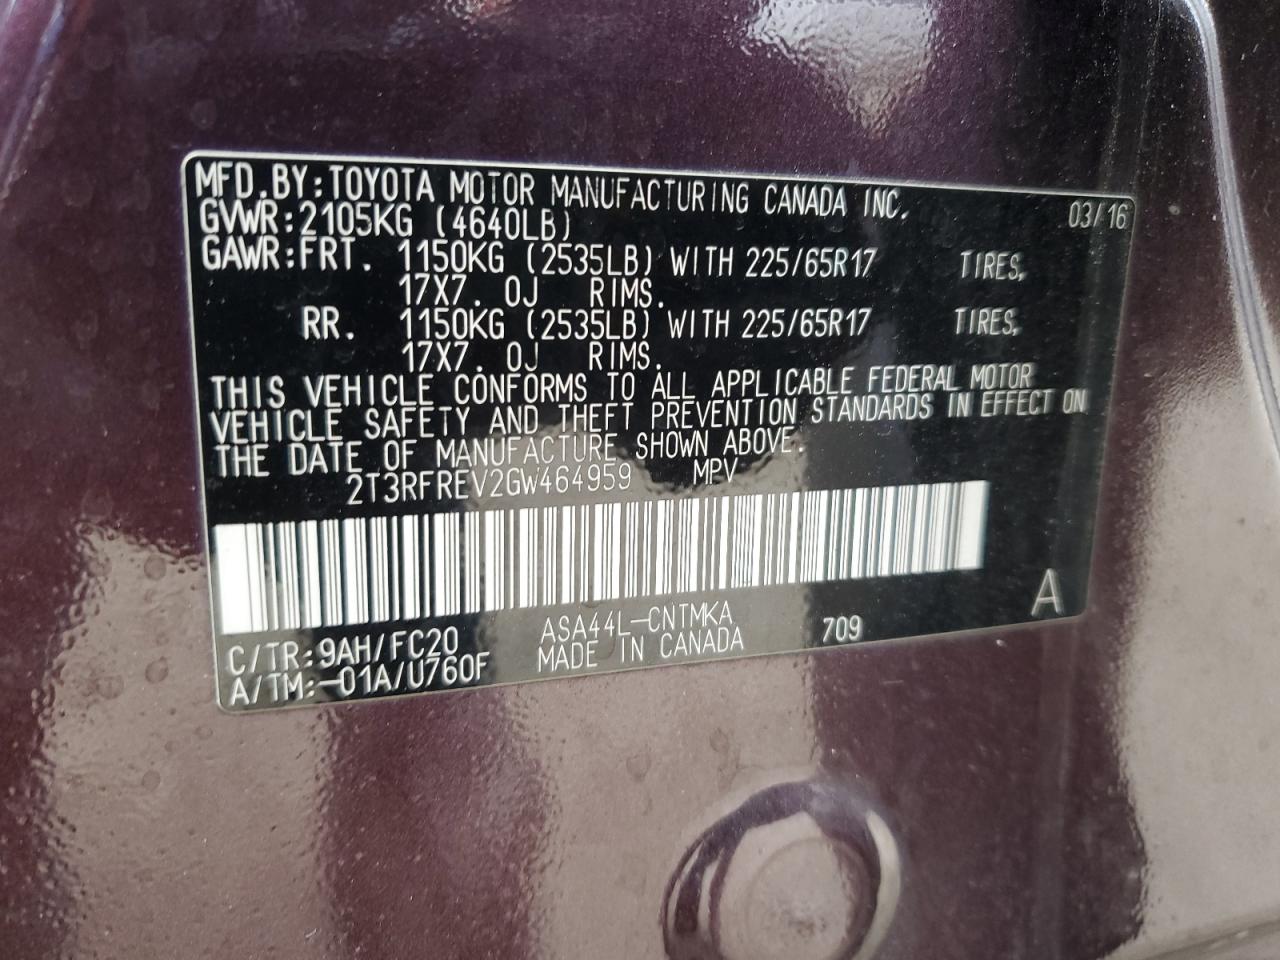 MFD.BY:TOYOTA MOTOR MANUFACTURING CANADA INC. 03/16
GVWR:2105KG (4640LB)
GAWR:FRT. 1150KG (2535LB) WITH 225/65R17 TIRES,
17X7. 0J RIMS.
RR. 1150KG (2535LB) WITH 225/65R17 TIRES,
17X7. 0J RIMS.
THIS VEHICLE CONFORMS TO ALL APPLICABLE FEDERAL MOTOR
VEHICLE SAFETY AND THEFT PREVENTION STANDARDS IN EFFECT ON
THE DATE OF MANUFACTURE SHOWN ABOVE.
2T3RFREV2GW464959 MPV
A
C/TR:9AH/FC20 ASA44L-CNTMKA 709
A/TM:-01A/U760F MADE IN CANADA